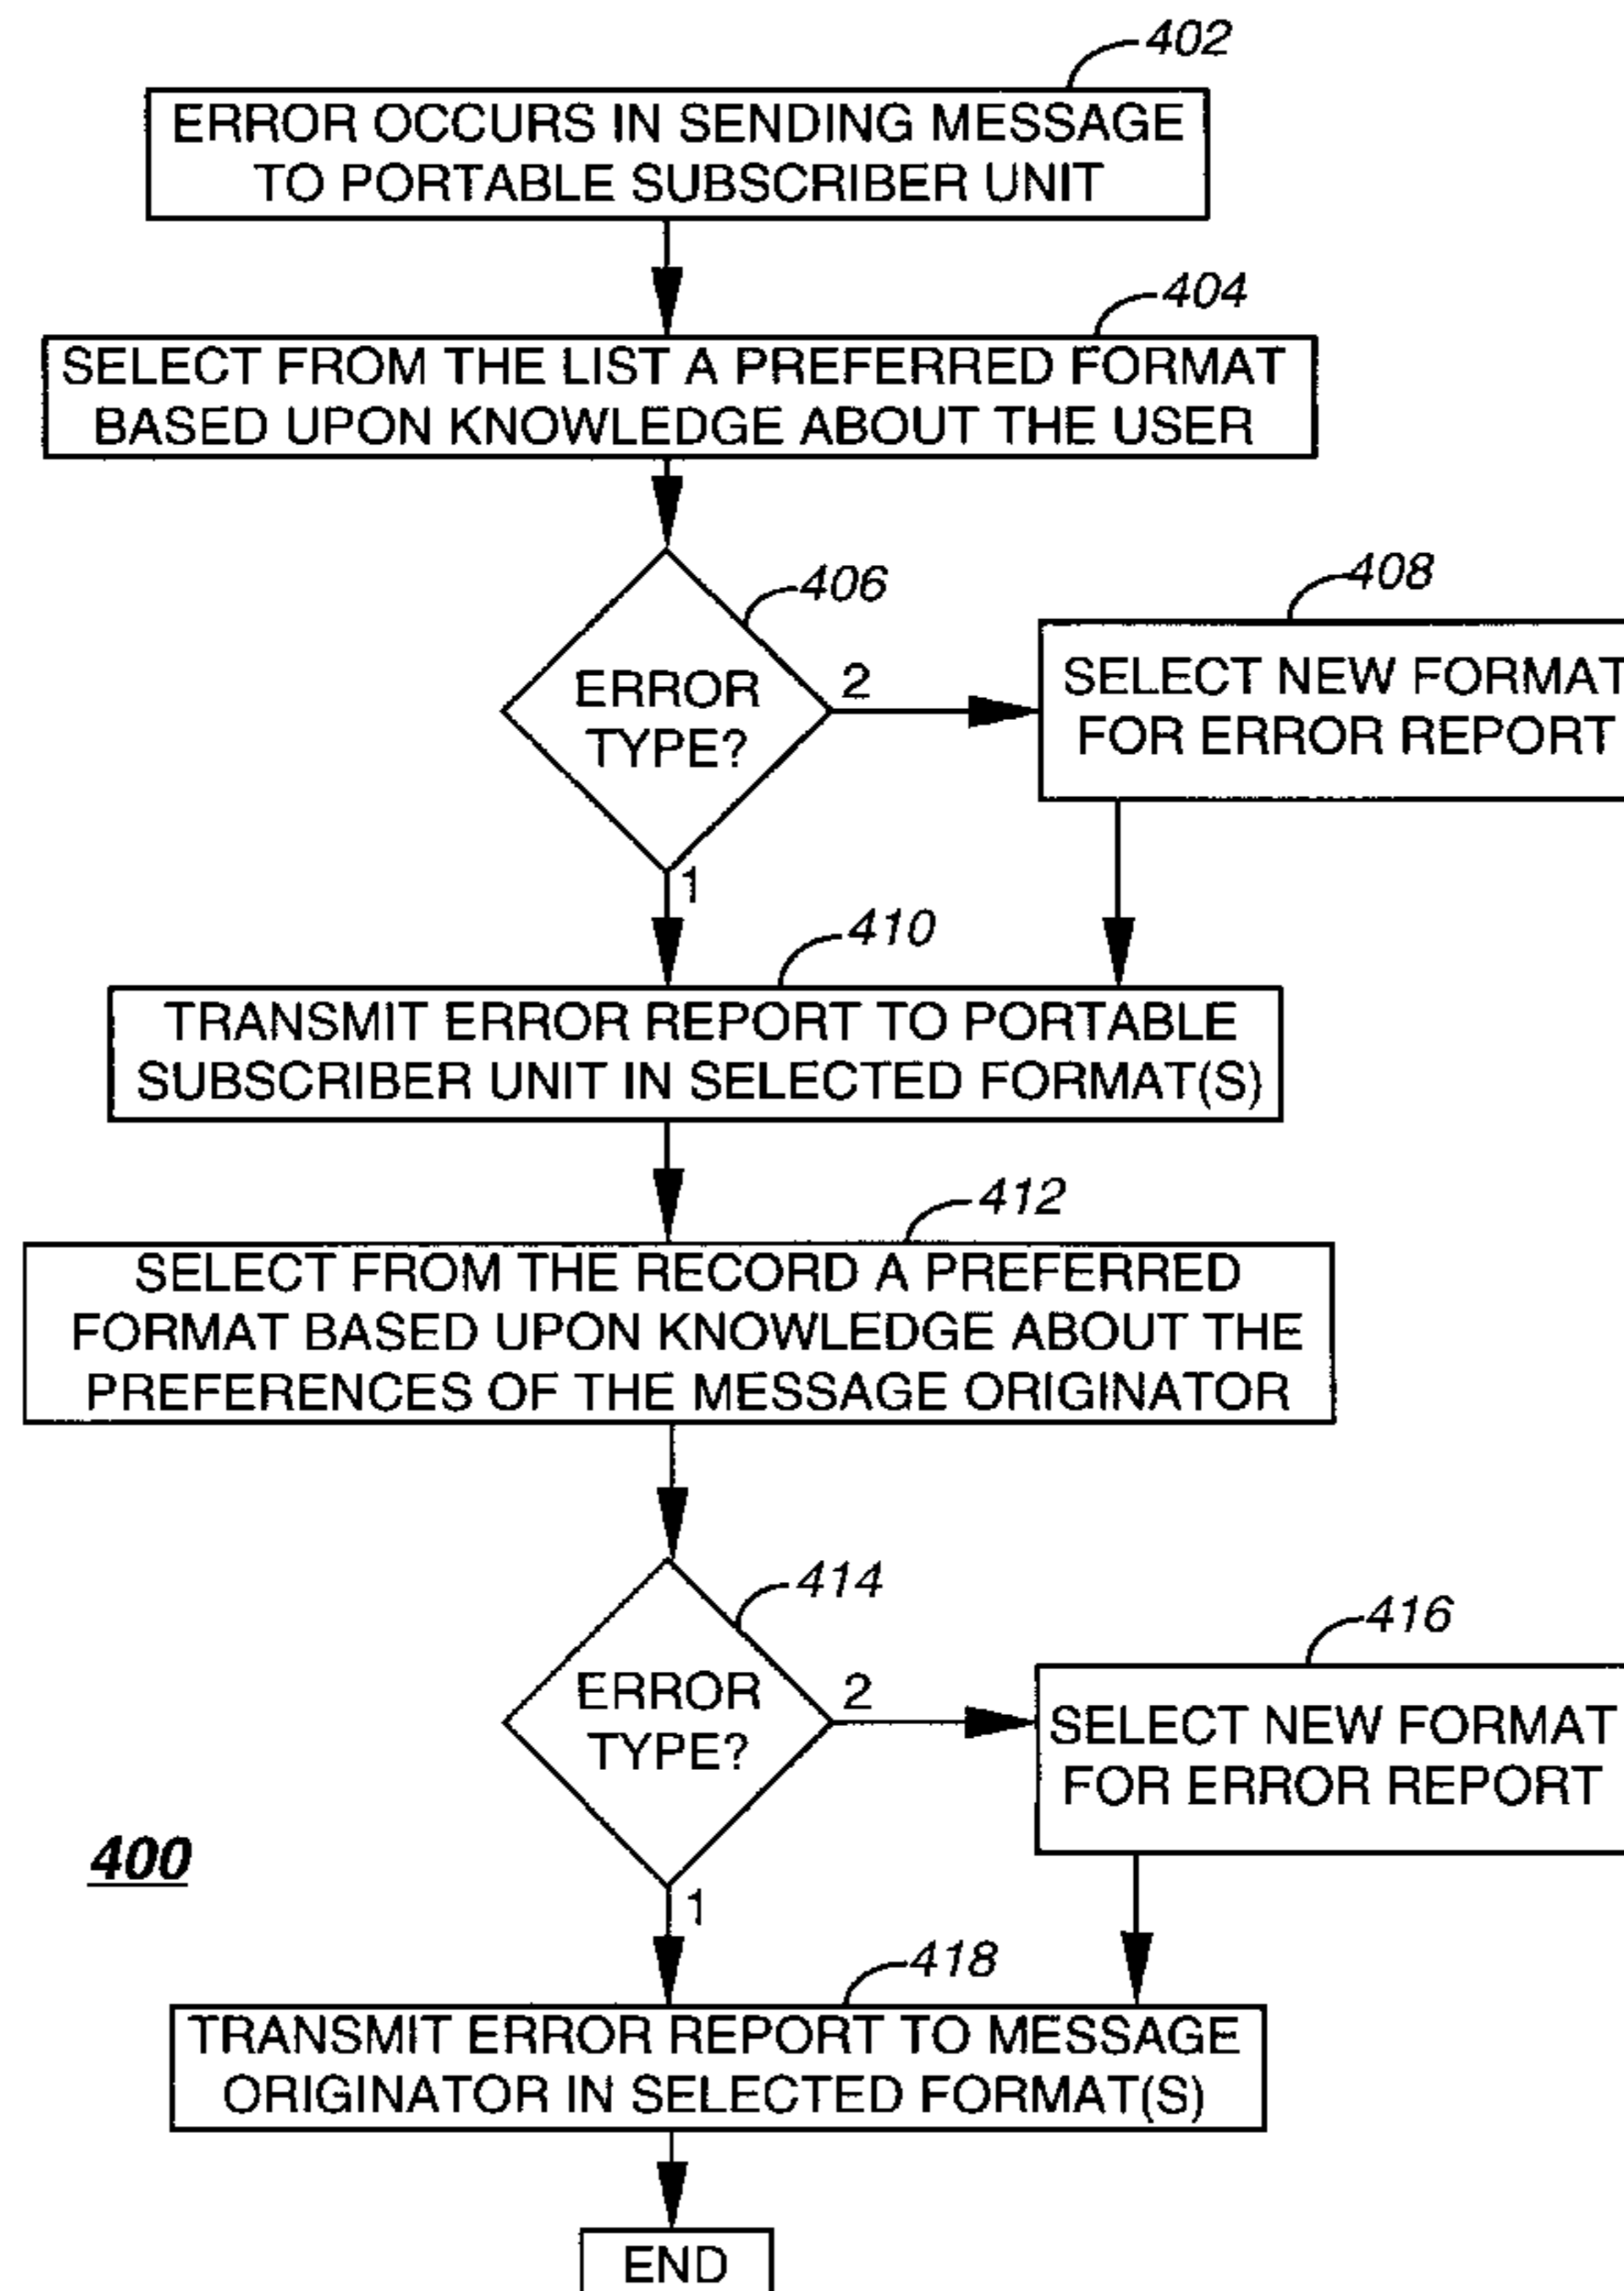 402
ERROR OCCURS IN SENDING MESSAGE
TO PORTABLE SUBSCRIBER UNIT
404
SELECT FROM THE LIST A PREFERRED FORMAT
BASED UPON KNOWLEDGE ABOUT THE USER
406
ERROR
TYPE?
2
1
408
SELECT NEW FORMAT
FOR ERROR REPORT
410
TRANSMIT ERROR REPORT TO PORTABLE
SUBSCRIBER UNIT IN SELECTED FORMAT(S)
412
SELECT FROM THE RECORD A PREFERRED
FORMAT BASED UPON KNOWLEDGE ABOUT THE
PREFERENCES OF THE MESSAGE ORIGINATOR
414
ERROR
TYPE?
2
1
416
SELECT NEW FORMAT
FOR ERROR REPORT
400
418
TRANSMIT ERROR REPORT TO MESSAGE
ORIGINATOR IN SELECTED FORMAT(S)
END